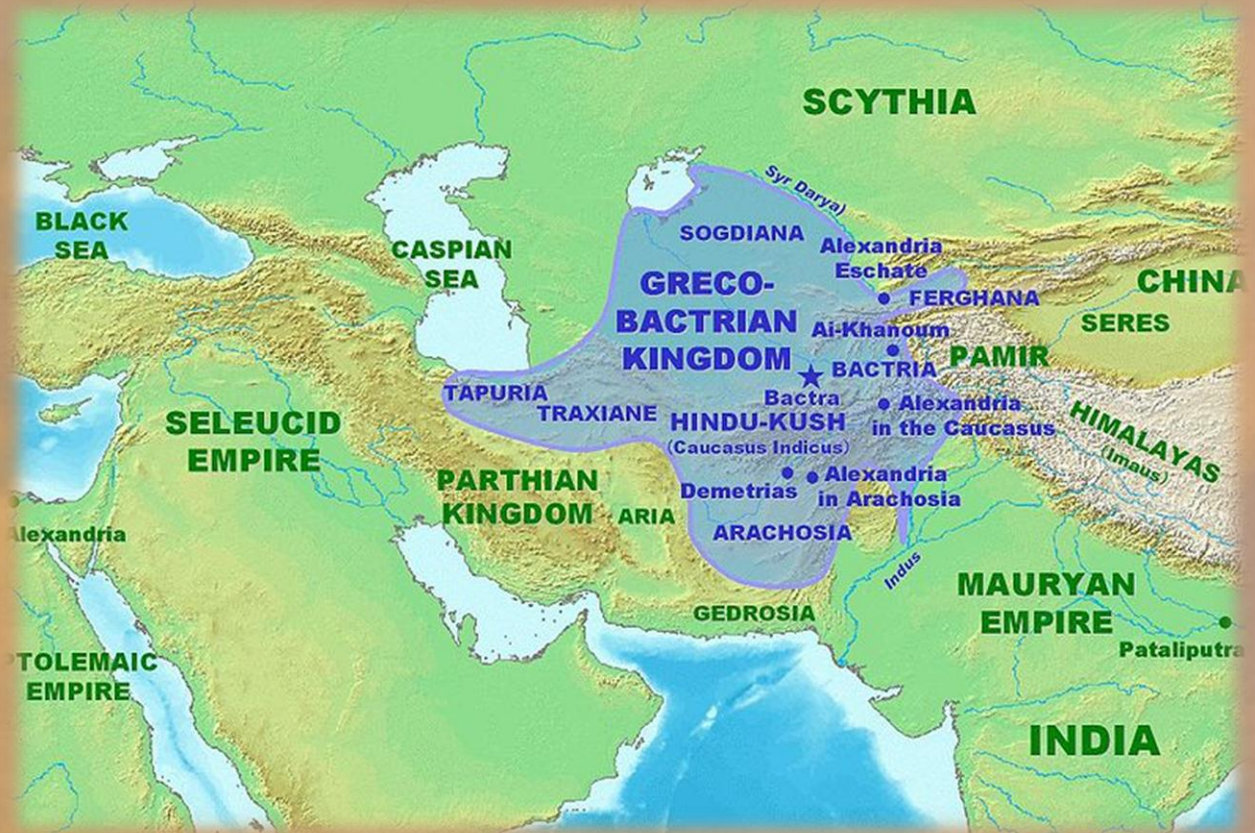 SCYTHIA
Syr Darya)
BLACK
SEA
CASPIAN
SEA
SOGDIANA
Alexandria
Eschate
GRECO-
BACTRIAN
KINGDOM
FERGHANA
CHINA
SERES
Ai-Khanoum
PAMIR
BACTRIA
Bactra
TAPURIA
TRAXIANE
HINDU-KUSH
(Caucasus Indicus)
Alexandria
in the Caucasus
HIMALAYAS
(Imaus)
SELEUCID
EMPIRE
PARTHIAN
KINGDOM
ARIA
Demetrias
Alexandria
in Arachosia
ARACHOSIA
Alexandria
Indus
GEDROSIA
MAURYAN
EMPIRE
Pataliputra
PTOLEMAIC
EMPIRE
INDIA